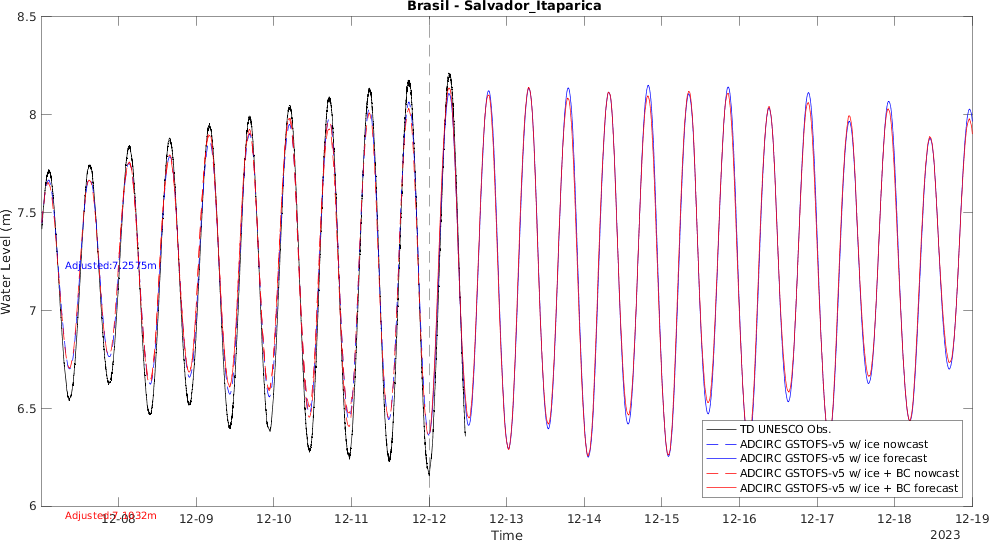 Brasil - Salvador_Itaparica
8.5
8
7.5
7
6.5
6
Water Level (m)
Adjusted:7.2575m
Adjusted:7.1932m
TD UNESCO Obs.
ADCIRC GSTOFS-v5 w/ ice nowcast
ADCIRC GSTOFS-v5 w/ ice forecast
ADCIRC GSTOFS-v5 w/ ice + BC nowcast
ADCIRC GSTOFS-v5 w/ ice + BC forecast
12-08 12-09 12-10 12-11 12-12 12-13 12-14 12-15 12-16 12-17 12-18 12-19
Time
2023